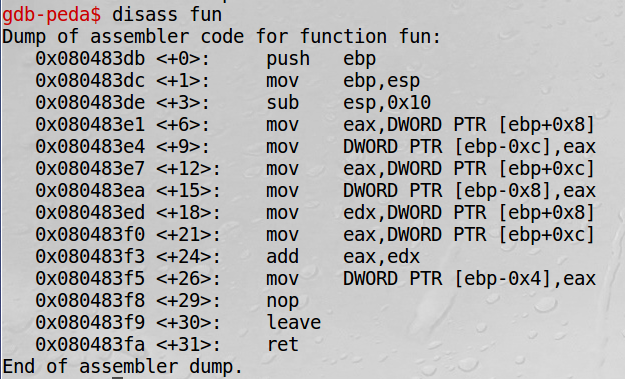 gdb-peda$ disass fun
Dump of assembler code for function fun:
   0x080483db <+0>:     push   ebp
   0x080483dc <+1>:     mov    ebp,esp
   0x080483de <+3>:     sub    esp,0x10
   0x080483e1 <+6>:     mov    eax,DWORD PTR [ebp+0x8]
   0x080483e4 <+9>:     mov    DWORD PTR [ebp-0xc],eax
   0x080483e7 <+12>:    mov    eax,DWORD PTR [ebp+0xc]
   0x080483ea <+15>:    mov    DWORD PTR [ebp-0x8],eax
   0x080483ed <+18>:    mov    edx,DWORD PTR [ebp+0x8]
   0x080483f0 <+21>:    mov    eax,DWORD PTR [ebp+0xc]
   0x080483f3 <+24>:    add    eax,edx
   0x080483f5 <+26>:    mov    DWORD PTR [ebp-0x4],eax
   0x080483f8 <+29>:    nop
   0x080483f9 <+30>:    leave
   0x080483fa <+31>:    ret
End of assembler dump.